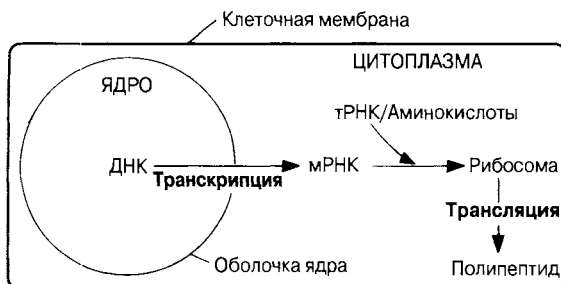 Клеточная мембрана
ЦИТОПЛАЗМА
ЯДРО
тРНК/Аминокислоты
ДНК
Транскрипция
мРНК
Рибосома
Трансляция
Оболочка ядра
Полипептид